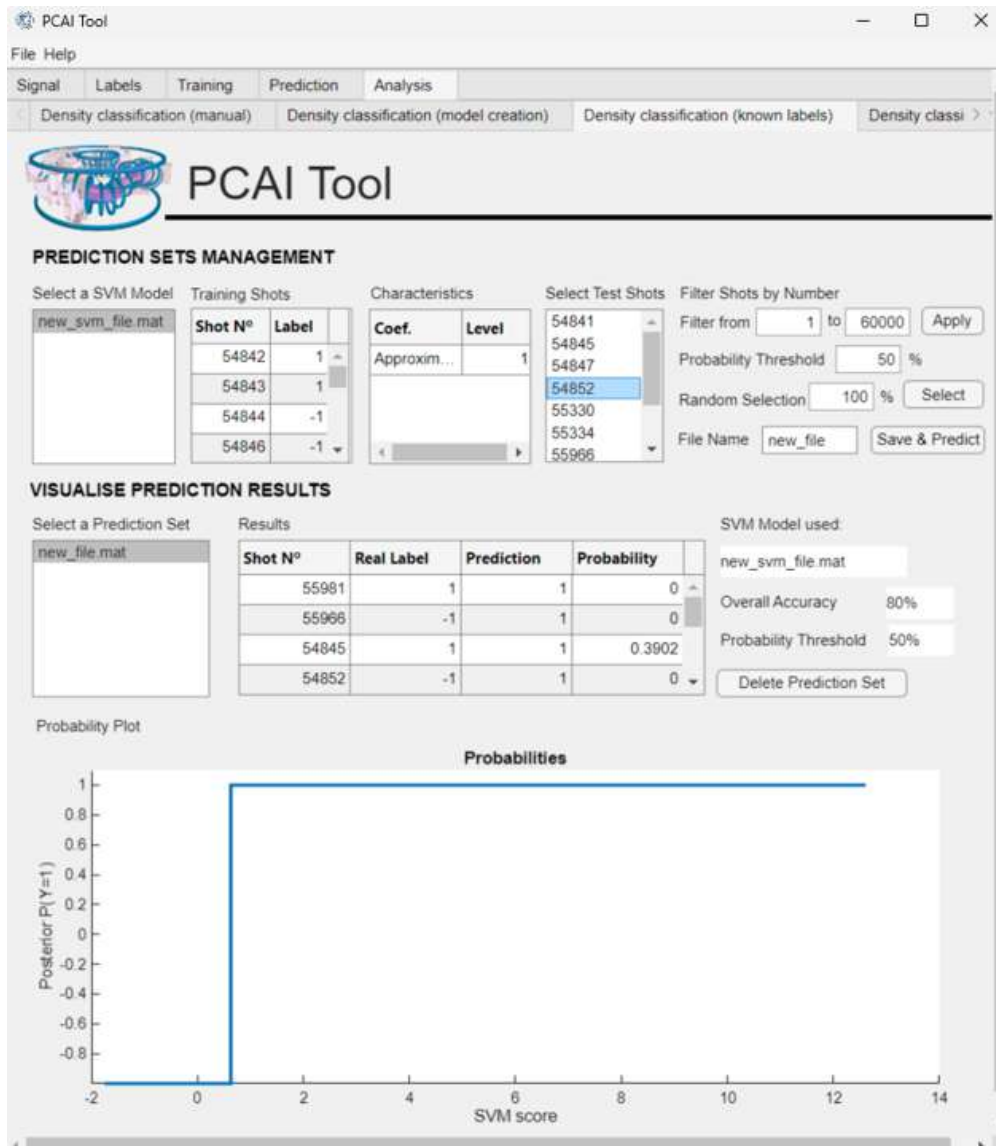 PCAI Tool
File Help
Signal Labels Training Prediction Analysis
Density classification (manual) Density classification (model creation) Density classification (known labels) Density classi
PCAI Tool
PREDICTION SETS MANAGEMENT
Select a SVM Model Training Shots Characteristics Select Test Shots Filter Shots by Number
new_svm_file.mat
Shot Nº Label
54842 1
54843 1
54844 -1
54846 -1
Coef. Level
Approxim... 1
54841
54845
54847
54852
55330
55334
55966
Filter from 1 to 60000 Apply
Probability Threshold 50 %
Random Selection 100 % Select
File Name new_file Save & Predict
VISUALISE PREDICTION RESULTS
Select a Prediction Set Results SVM Model used:
new_file.mat
Shot Nº Real Label Prediction Probability
55981 1 1 0
55966 -1 1 0
54845 1 1 0.3902
54852 -1 1 0
new_svm_file.mat
Overall Accuracy 80%
Probability Threshold 50%
Delete Prediction Set
Probability Plot
Probabilities
1
0.8
0.6
0.4
0.2
0
-0.2
-0.4
-0.6
-0.8
Posterior P(Y=1)
-2 0 2 4 6 8 10 12 14
SVM score